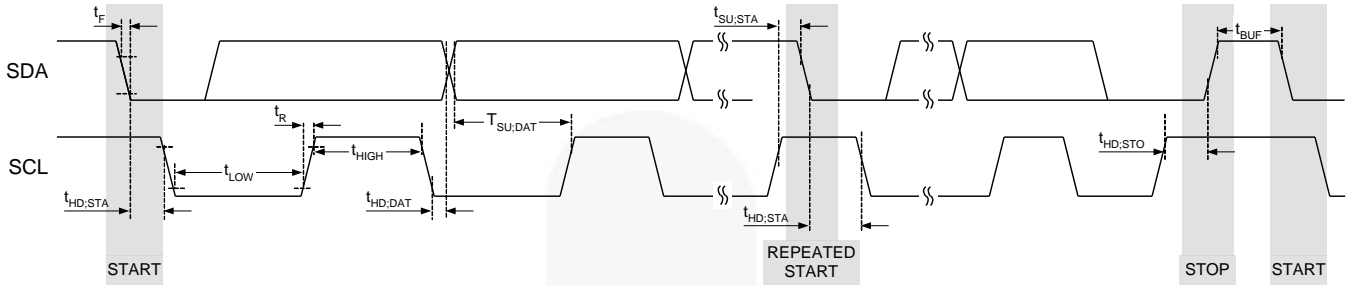 tF
tSU;STA
tBUF
SDA
tR
TSU;DAT
tHIGH
tHD;STO
SCL
tLOW
tHD;STA
tHD;DAT
tHD;STA
START
REPEATED
START
STOP
START